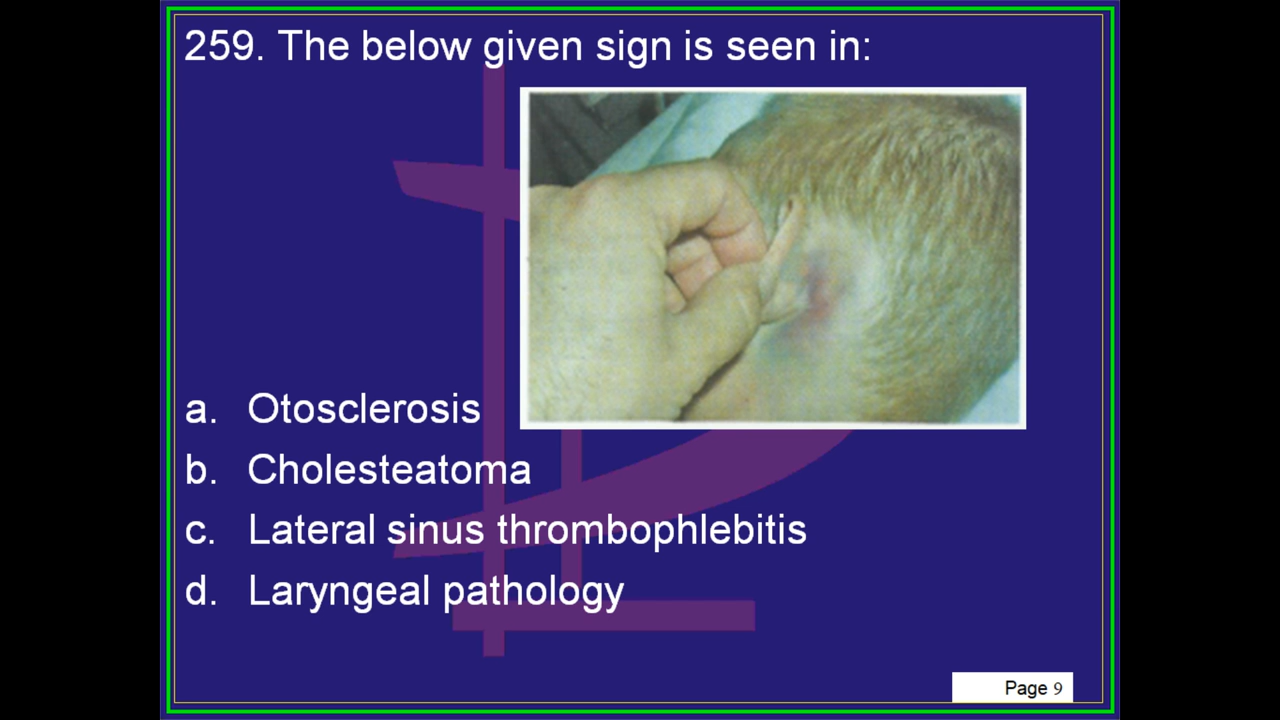 259. The below given sign is seen in:
a. Otosclerosis
b. Cholesteatoma
c. Lateral sinus thrombophlebitis
d. Laryngeal pathology
Page 9